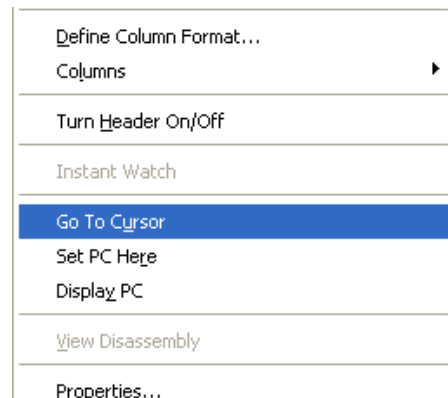 Define Column Format...
Columns
Turn Header On/Off
Instant Watch
Go To Cursor
Set PC Here
Display PC
View Disassembly
Properties...